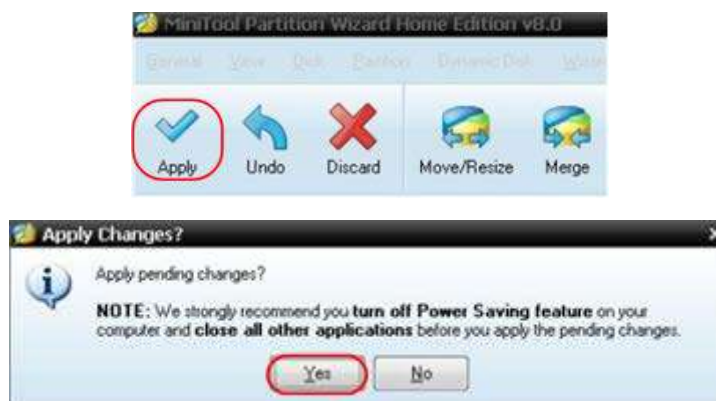 MiniTool Partition Wizard Home Edition v8.0
General View Disk Partition Dynamic Disk
Apply Undo Discard Move/Resize Merge
Apply Changes?
Apply pending changes?
NOTE: We strongly recommend you turn off Power Saving feature on your
computer and close all other applications before you apply the pending changes.
Yes No